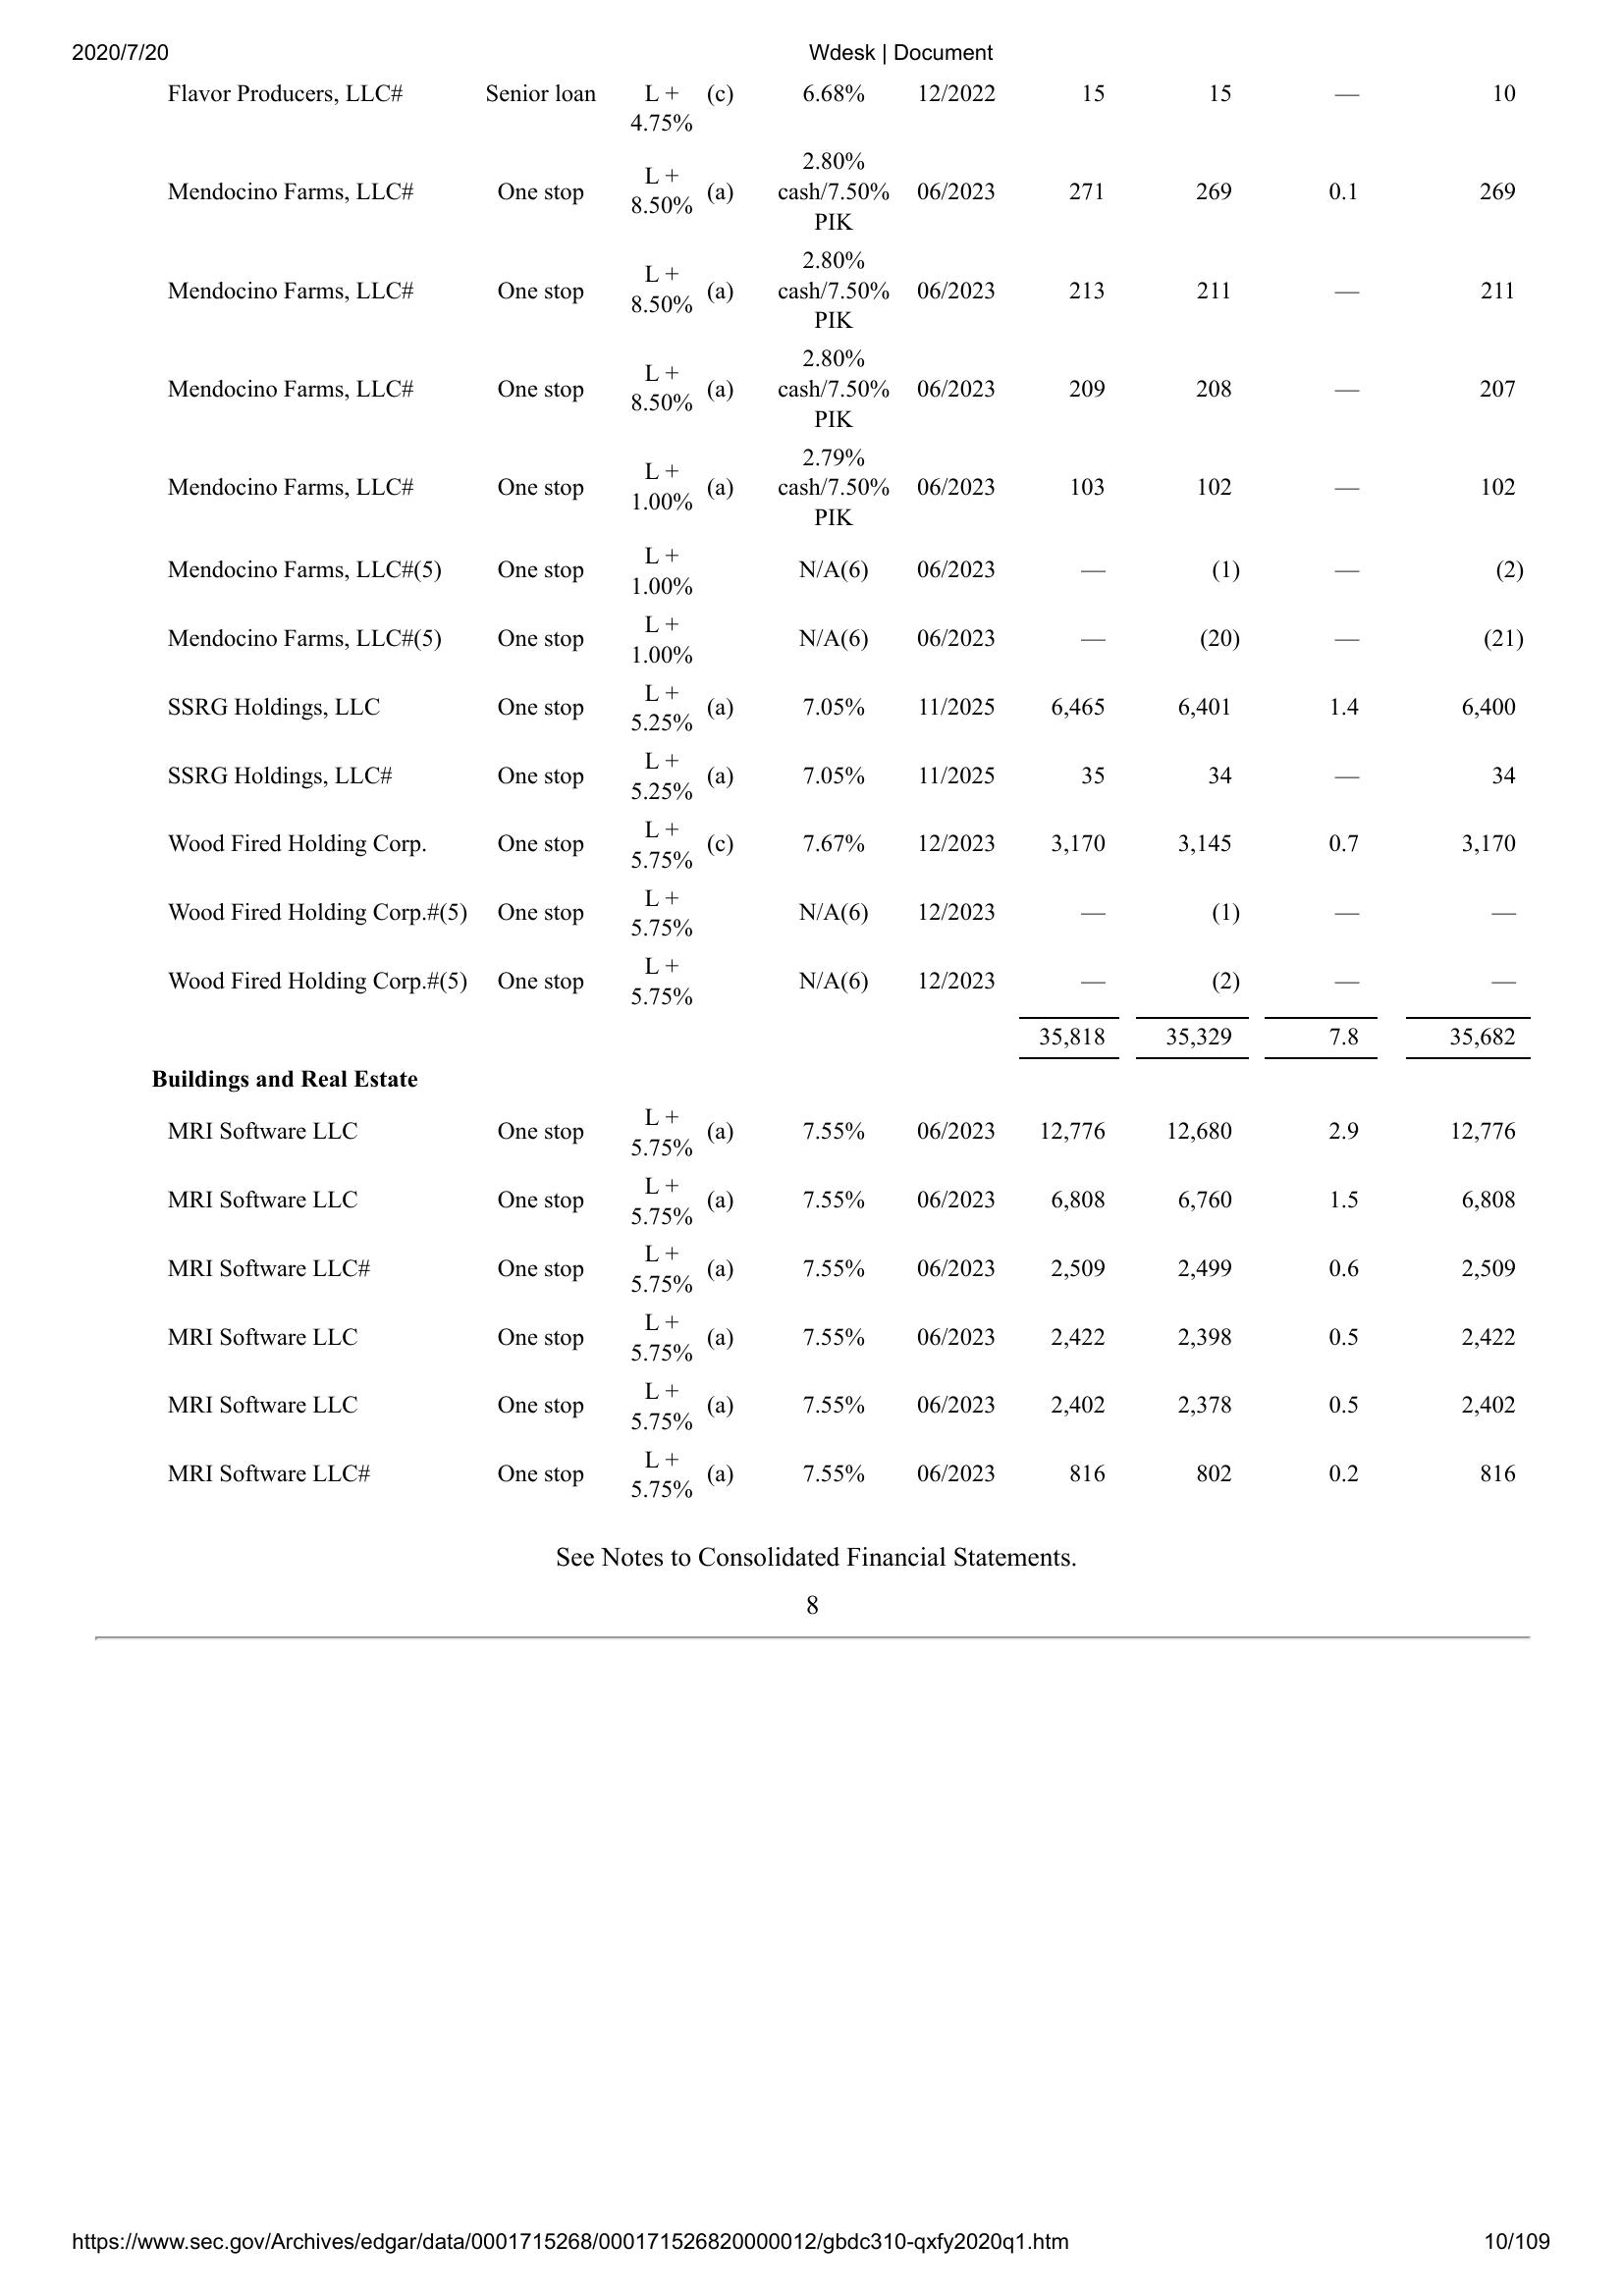 2020/7/20 Wdesk | Document
Flavor Producers, LLC# Senior loan L + 4.75% (c) 6.68% 12/2022 15 15 — 10
Mendocino Farms, LLC# One stop L + 8.50% (a) 2.80% cash/7.50% PIK 06/2023 271 269 0.1 269
Mendocino Farms, LLC# One stop L + 8.50% (a) 2.80% cash/7.50% PIK 06/2023 213 211 — 211
Mendocino Farms, LLC# One stop L + 8.50% (a) 2.80% cash/7.50% PIK 06/2023 209 208 — 207
Mendocino Farms, LLC# One stop L + 1.00% (a) 2.79% cash/7.50% PIK 06/2023 103 102 — 102
Mendocino Farms, LLC#(5) One stop L + 1.00% N/A(6) 06/2023 — (1) — (2)
Mendocino Farms, LLC#(5) One stop L + 1.00% N/A(6) 06/2023 — (20) — (21)
SSRG Holdings, LLC One stop L + 5.25% (a) 7.05% 11/2025 6,465 6,401 1.4 6,400
SSRG Holdings, LLC# One stop L + 5.25% (a) 7.05% 11/2025 35 34 — 34
Wood Fired Holding Corp. One stop L + 5.75% (c) 7.67% 12/2023 3,170 3,145 0.7 3,170
Wood Fired Holding Corp.#(5) One stop L + 5.75% N/A(6) 12/2023 — (1) — —
Wood Fired Holding Corp.#(5) One stop L + 5.75% N/A(6) 12/2023 — (2) — —
35,818 35,329 7.8 35,682
Buildings and Real Estate
MRI Software LLC One stop L + 5.75% (a) 7.55% 06/2023 12,776 12,680 2.9 12,776
MRI Software LLC One stop L + 5.75% (a) 7.55% 06/2023 6,808 6,760 1.5 6,808
MRI Software LLC# One stop L + 5.75% (a) 7.55% 06/2023 2,509 2,499 0.6 2,509
MRI Software LLC One stop L + 5.75% (a) 7.55% 06/2023 2,422 2,398 0.5 2,422
MRI Software LLC One stop L + 5.75% (a) 7.55% 06/2023 2,402 2,378 0.5 2,402
MRI Software LLC# One stop L + 5.75% (a) 7.55% 06/2023 816 802 0.2 816
See Notes to Consolidated Financial Statements.
8
https://www.sec.gov/Archives/edgar/data/0001715268/000171526820000012/gbdc310-qxfy2020q1.htm 10/109